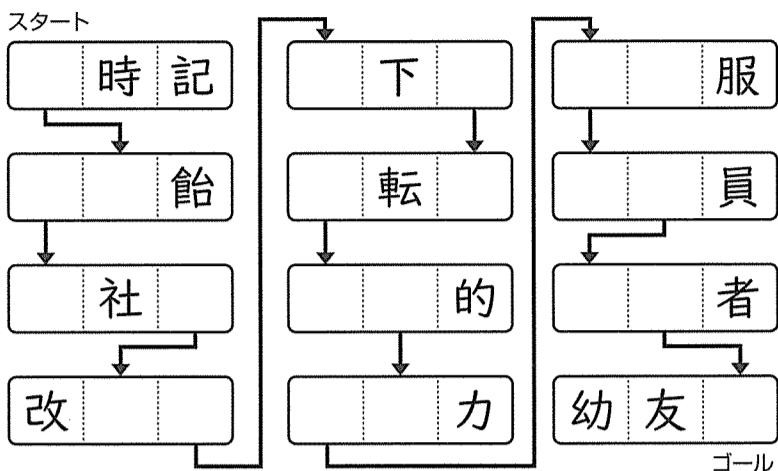 スタート
時記
飴
社
改
下
転
的
力
服
員
者
幼友
ゴール